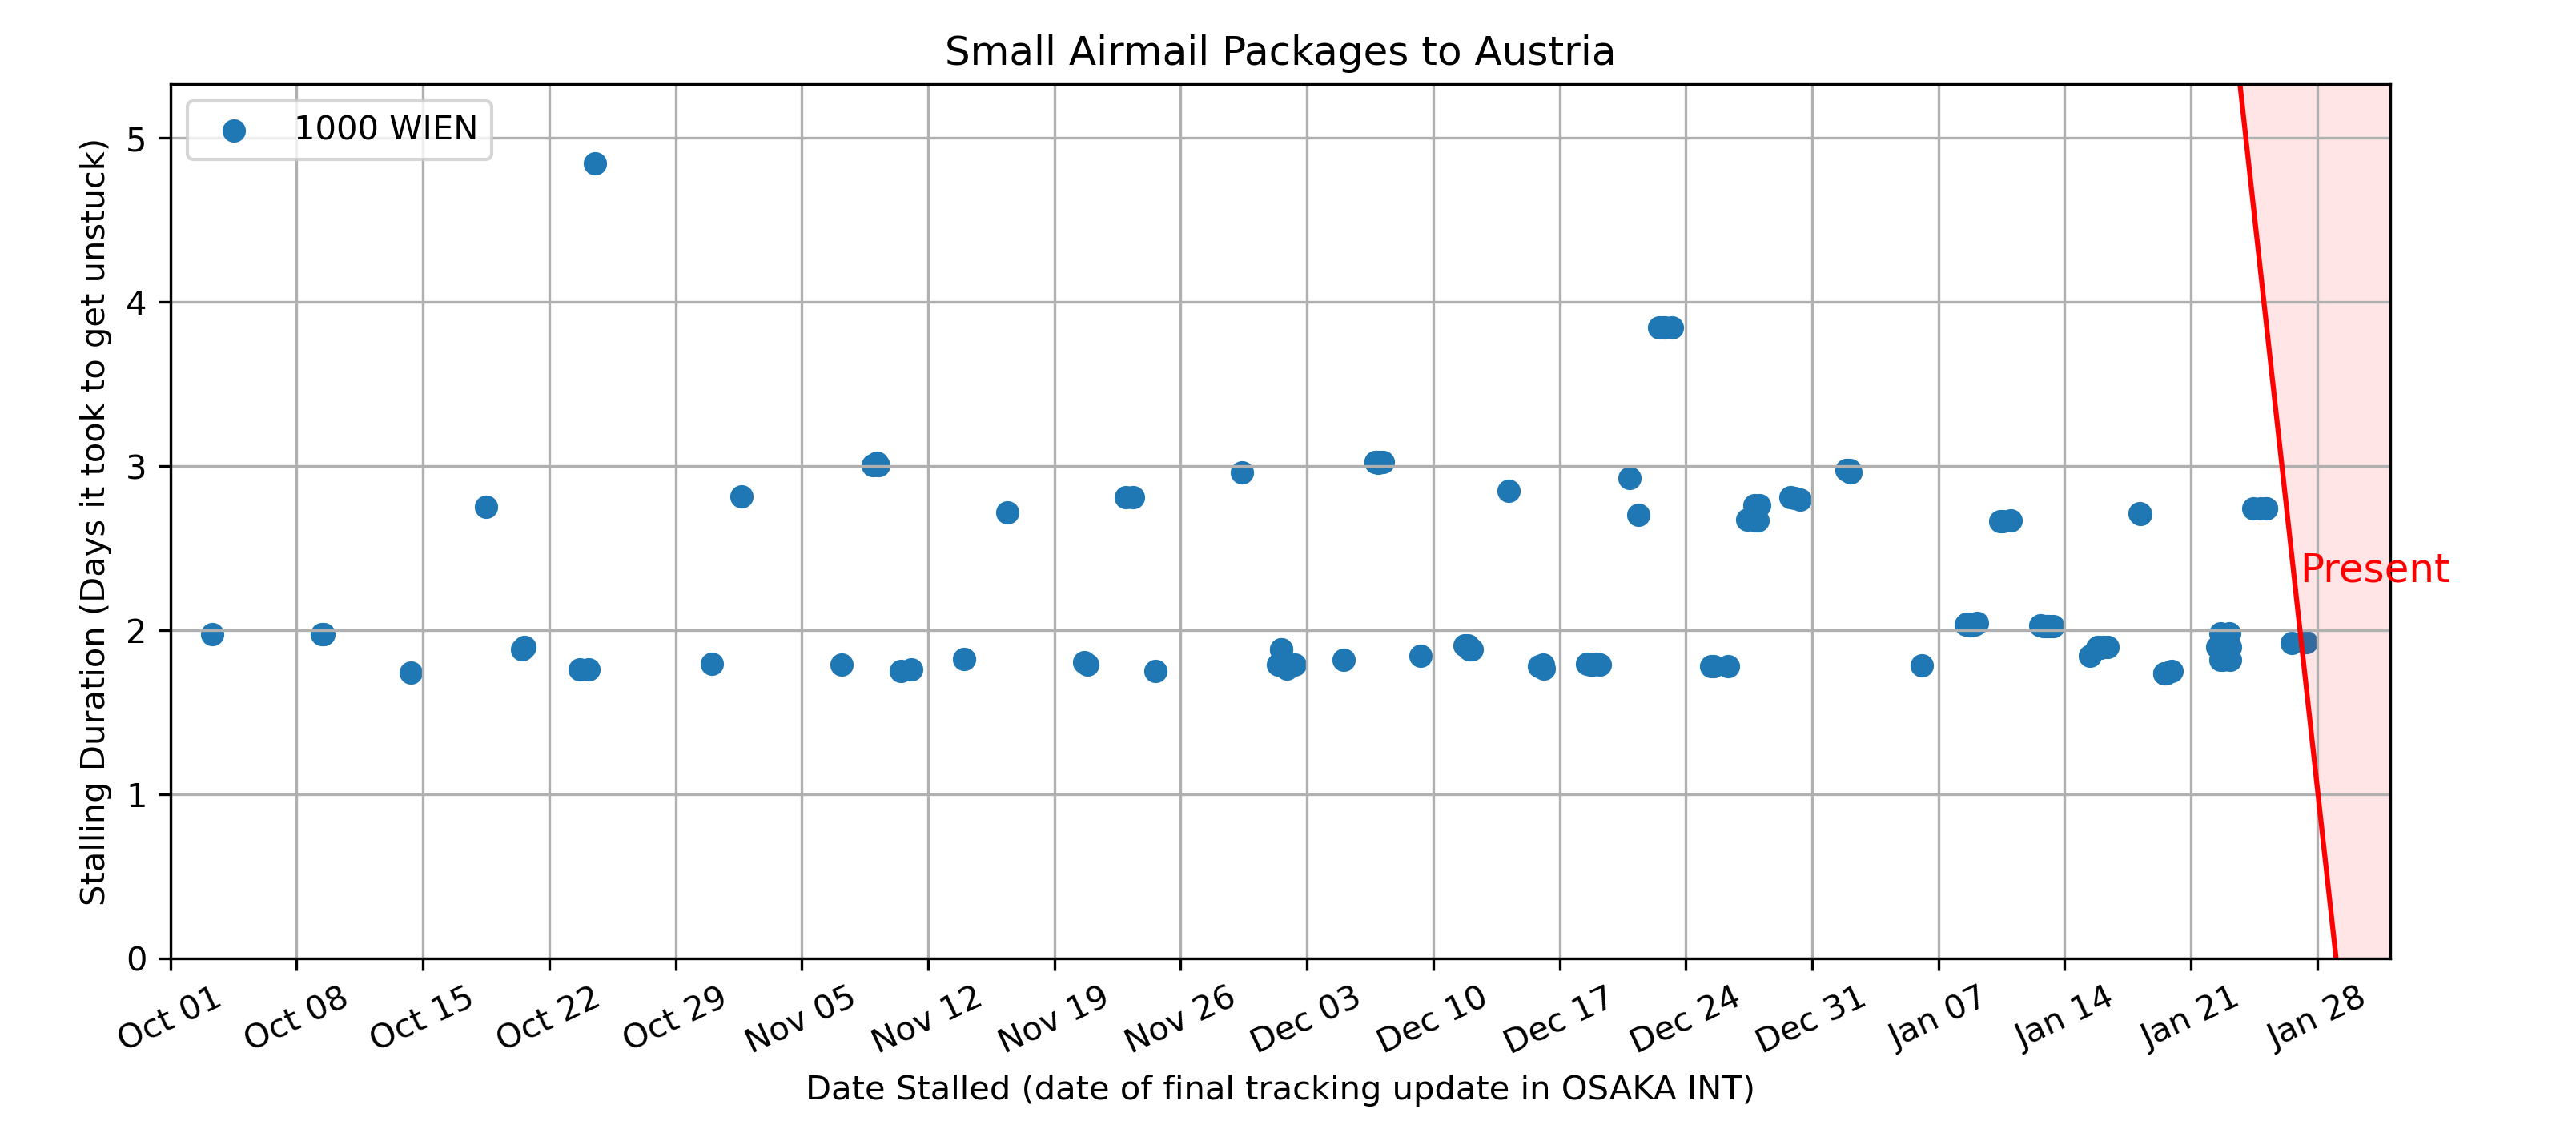 Small Airmail Packages to Austria
1000 WIEN
Stalling Duration (Days it took to get unstuck)
5
4
3
2
1
0
Present
Oct 01
Oct 08
Oct 15
Oct 22
Oct 29
Nov 05
Nov 12
Nov 19
Nov 26
Dec 03
Dec 10
Dec 17
Dec 24
Dec 31
Jan 07
Jan 14
Jan 21
Jan 28
Date Stalled (date of final tracking update in OSAKA INT)